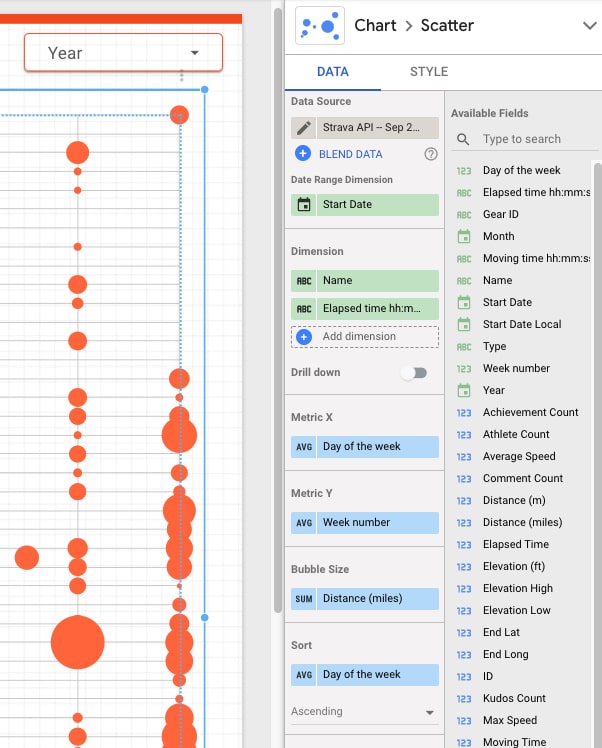 Year
Chart > Scatter
DATA
STYLE
Data Source
Strava API – Sep 2...
BLEND DATA
Date Range Dimension
Start Date
Dimension
ABC Name
ABC Elapsed time hh:m...
Add dimension
Drill down
Metric X
AVG Day of the week
Metric Y
AVG Week number
Bubble Size
SUM Distance (miles)
Sort
AVG Day of the week
Ascending
Available Fields
Type to search
123 Day of the week
ABC Elapsed time hh:mm:s
ABC Gear ID
Month
ABC Moving time hh:mm:s
ABC Name
Start Date
Start Date Local
ABC Type
123 Week number
Year
123 Achievement Count
123 Athlete Count
123 Average Speed
123 Comment Count
123 Distance (m)
123 Distance (miles)
123 Elapsed Time
123 Elevation (ft)
123 Elevation High
123 Elevation Low
123 End Lat
123 End Long
123 ID
123 Kudos Count
123 Max Speed
123 Moving Time